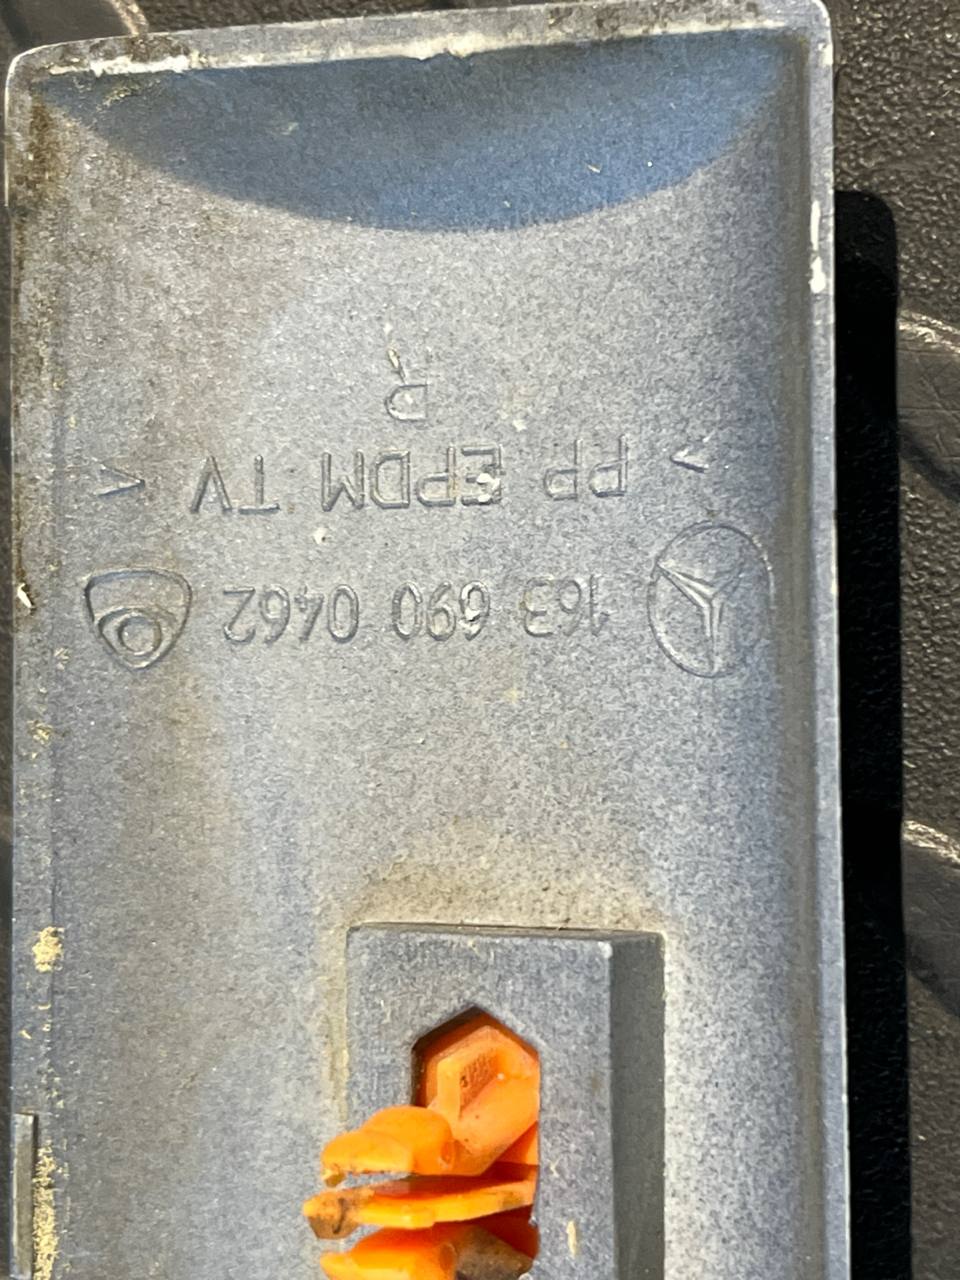 163 690 0462
> PP EPDM TV <
R